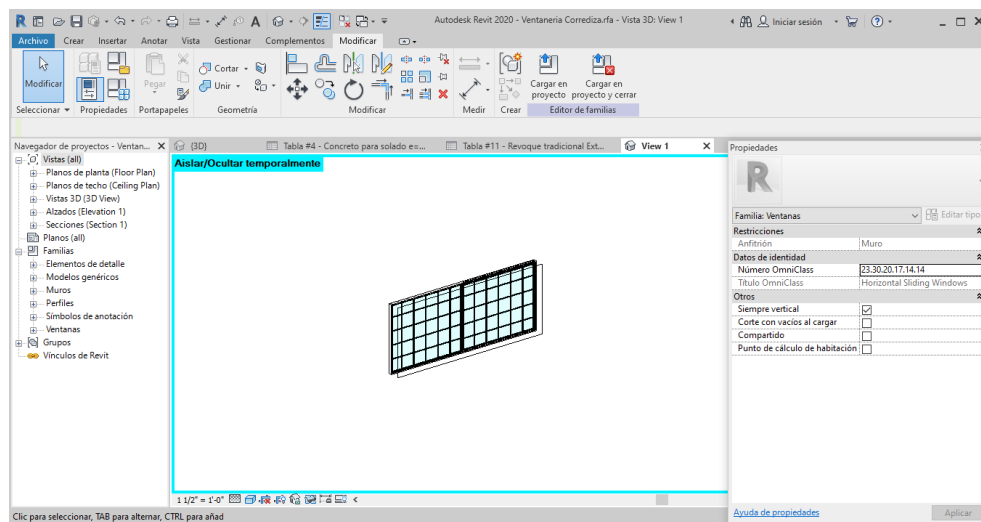 Autodesk Revit 2020 - Ventaneria Corrediza.rfa - Vista 3D: View 1
Iniciar sesión
Archivo Crear Insertar Anotar Vista Gestionar Complementos Modificar
Modificar
Pegar
Cortar
Unir
Cargar en proyecto
Cargar en proyecto y cerrar
Seleccionar Propiedades Portapapeles Geometría Modificar Medir Crear Editor de familias
Navegador de proyectos - Ventan...
(3D)
Tabla #4 - Concreto para solado e=...
Tabla #11 - Revoque tradicional Ext...
View 1
Vistas (all)
Planos de planta (Floor Plan)
Planos de techo (Ceiling Plan)
Vistas 3D (3D View)
Alzados (Elevation 1)
Secciones (Section 1)
Planos (all)
Familias
Elementos de detalle
Modelos genéricos
Muros
Perfiles
Símbolos de anotación
Ventanas
Grupos
Vínculos de Revit
Aislar/Ocultar temporalmente
1 1/2" = 1'-0"
Propiedades
Familia: Ventanas
Editar tipo
Restricciones
Anfitrión Muro
Datos de identidad
Número OmniClass 23.30.20.17.14.14
Título OmniClass Horizontal Sliding Windows
Otros
Siempre vertical
Corte con vacíos al cargar
Compartido
Punto de cálculo de habitación
Ayuda de propiedades
Aplicar
Clic para seleccionar, TAB para alternar, CTRL para añad